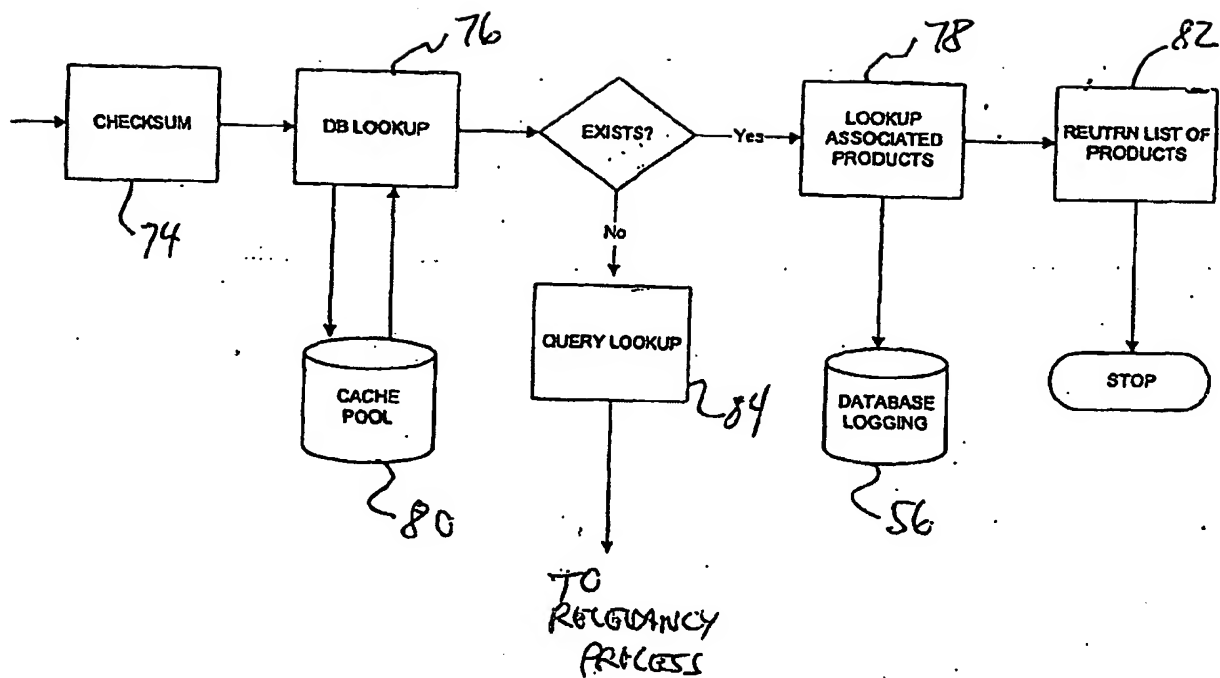 76
78
82
CHECKSUM
DB LOOKUP
EXISTS?
Yes
LOOKUP
ASSOCIATED
PRODUCTS
REUTRN LIST OF
PRODUCTS
74
No
QUERY LOOKUP
84
CACHE
POOL
80
DATABASE
LOGGING
56
STOP
TO
RELEVANCY
PROCESS